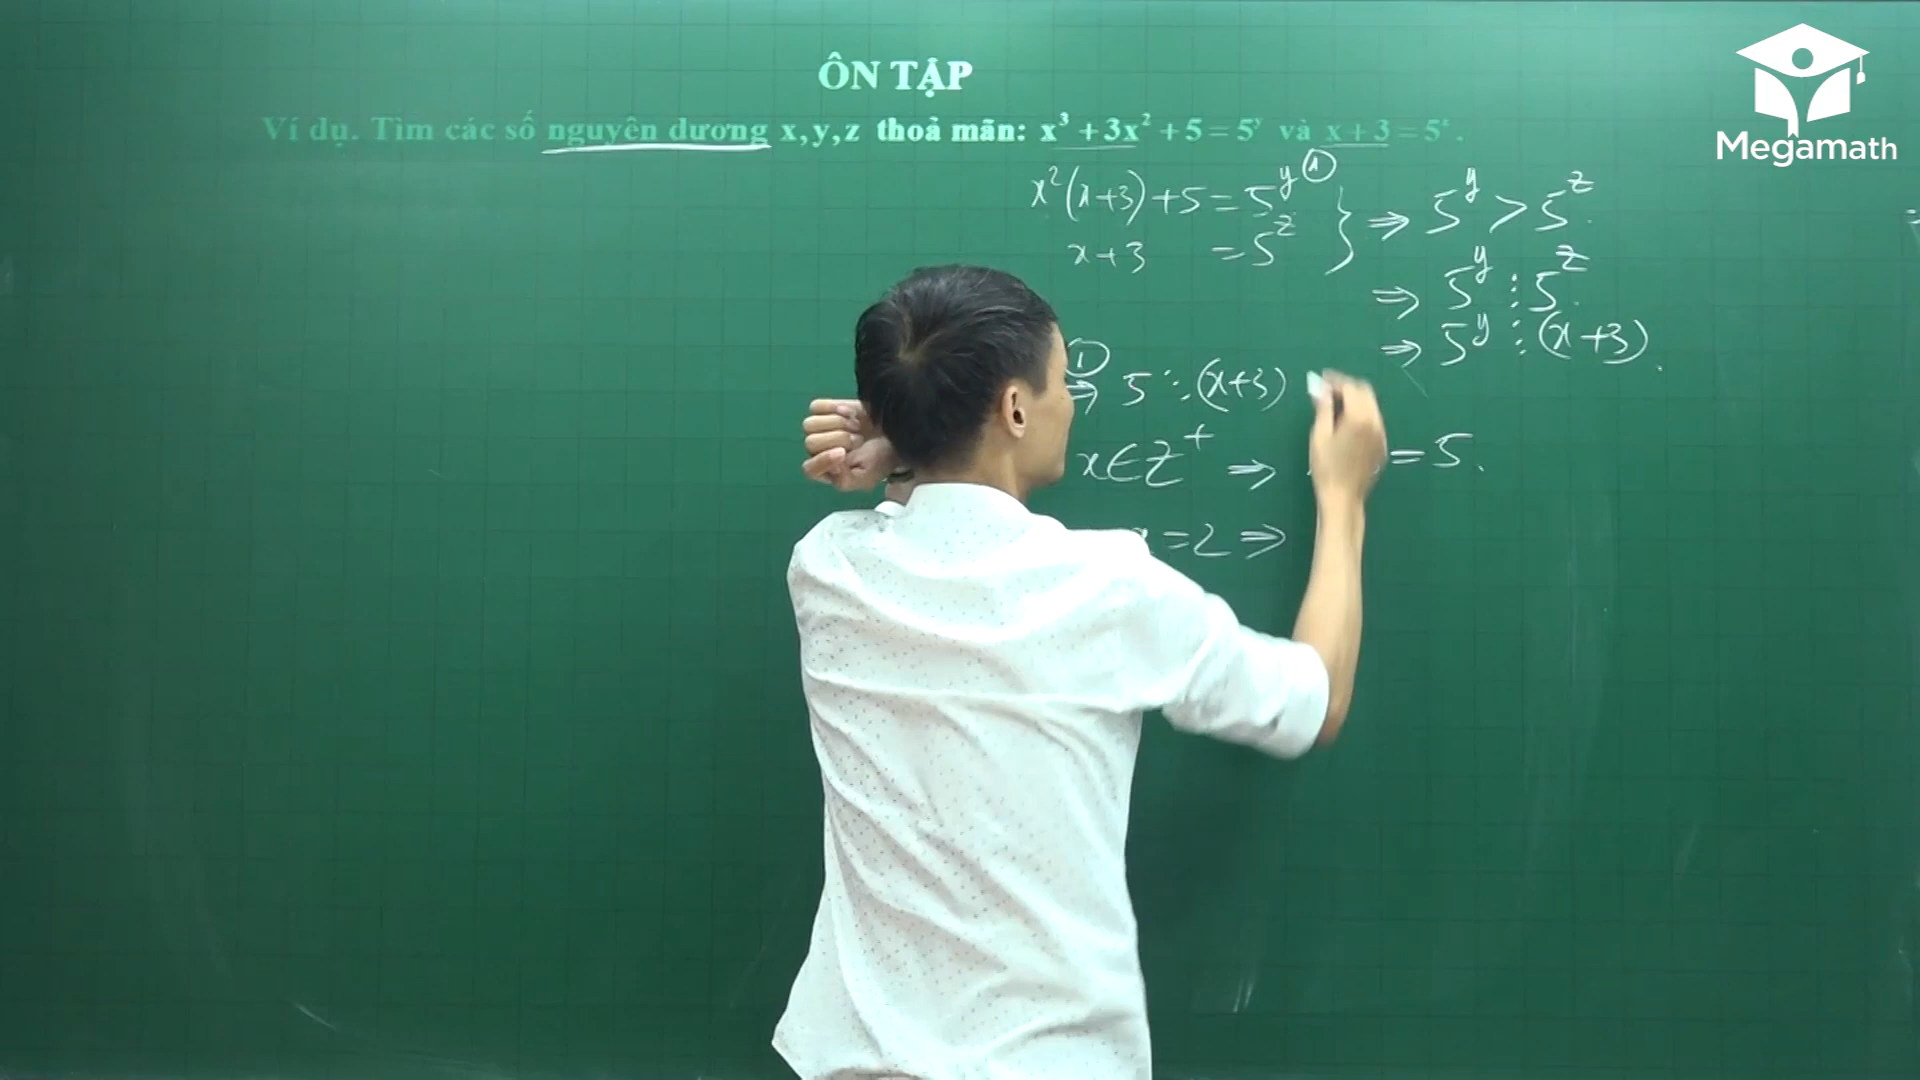 ÔN TẬP
Megamath
Ví dụ. Tìm các số nguyên dương x, y, z thoả mãn: x³ + 3x² + 5 = 5ʸ và x + 3 = 5ᶻ.
x²(x+3) + 5 = 5ʸ ① } ⇒ 5ʸ > 5ᶻ.
x+3 = 5ᶻ
⇒ 5ʸ ⋮ 5ᶻ.
⇒ 5ʸ ⋮ (x+3).
① ⇒ 5 ⋮ (x+3)
x ∈ Z⁺ ⇒ = 5.
= 2 ⇒